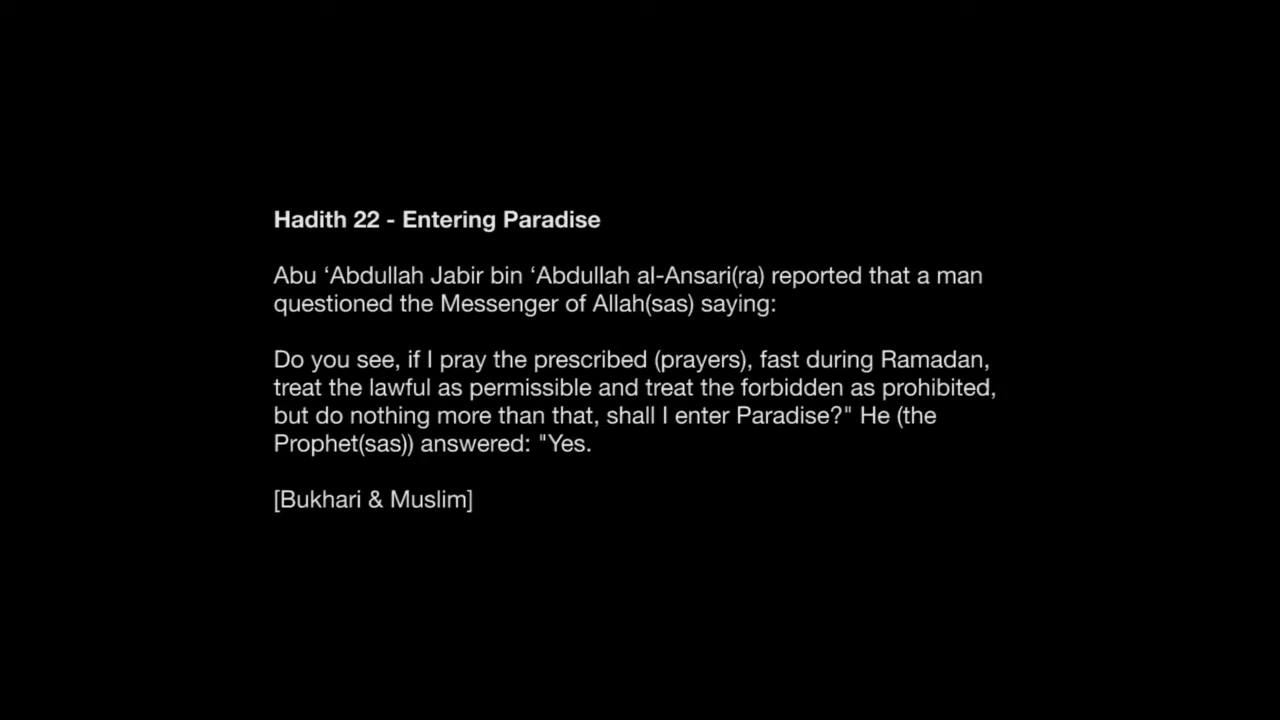 Hadith 22 - Entering Paradise
Abu ‘Abdullah Jabir bin ‘Abdullah al-Ansari(ra) reported that a man
questioned the Messenger of Allah(sas) saying:
Do you see, if I pray the prescribed (prayers), fast during Ramadan,
treat the lawful as permissible and treat the forbidden as prohibited,
but do nothing more than that, shall I enter Paradise?" He (the
Prophet(sas)) answered: "Yes.
[Bukhari & Muslim]